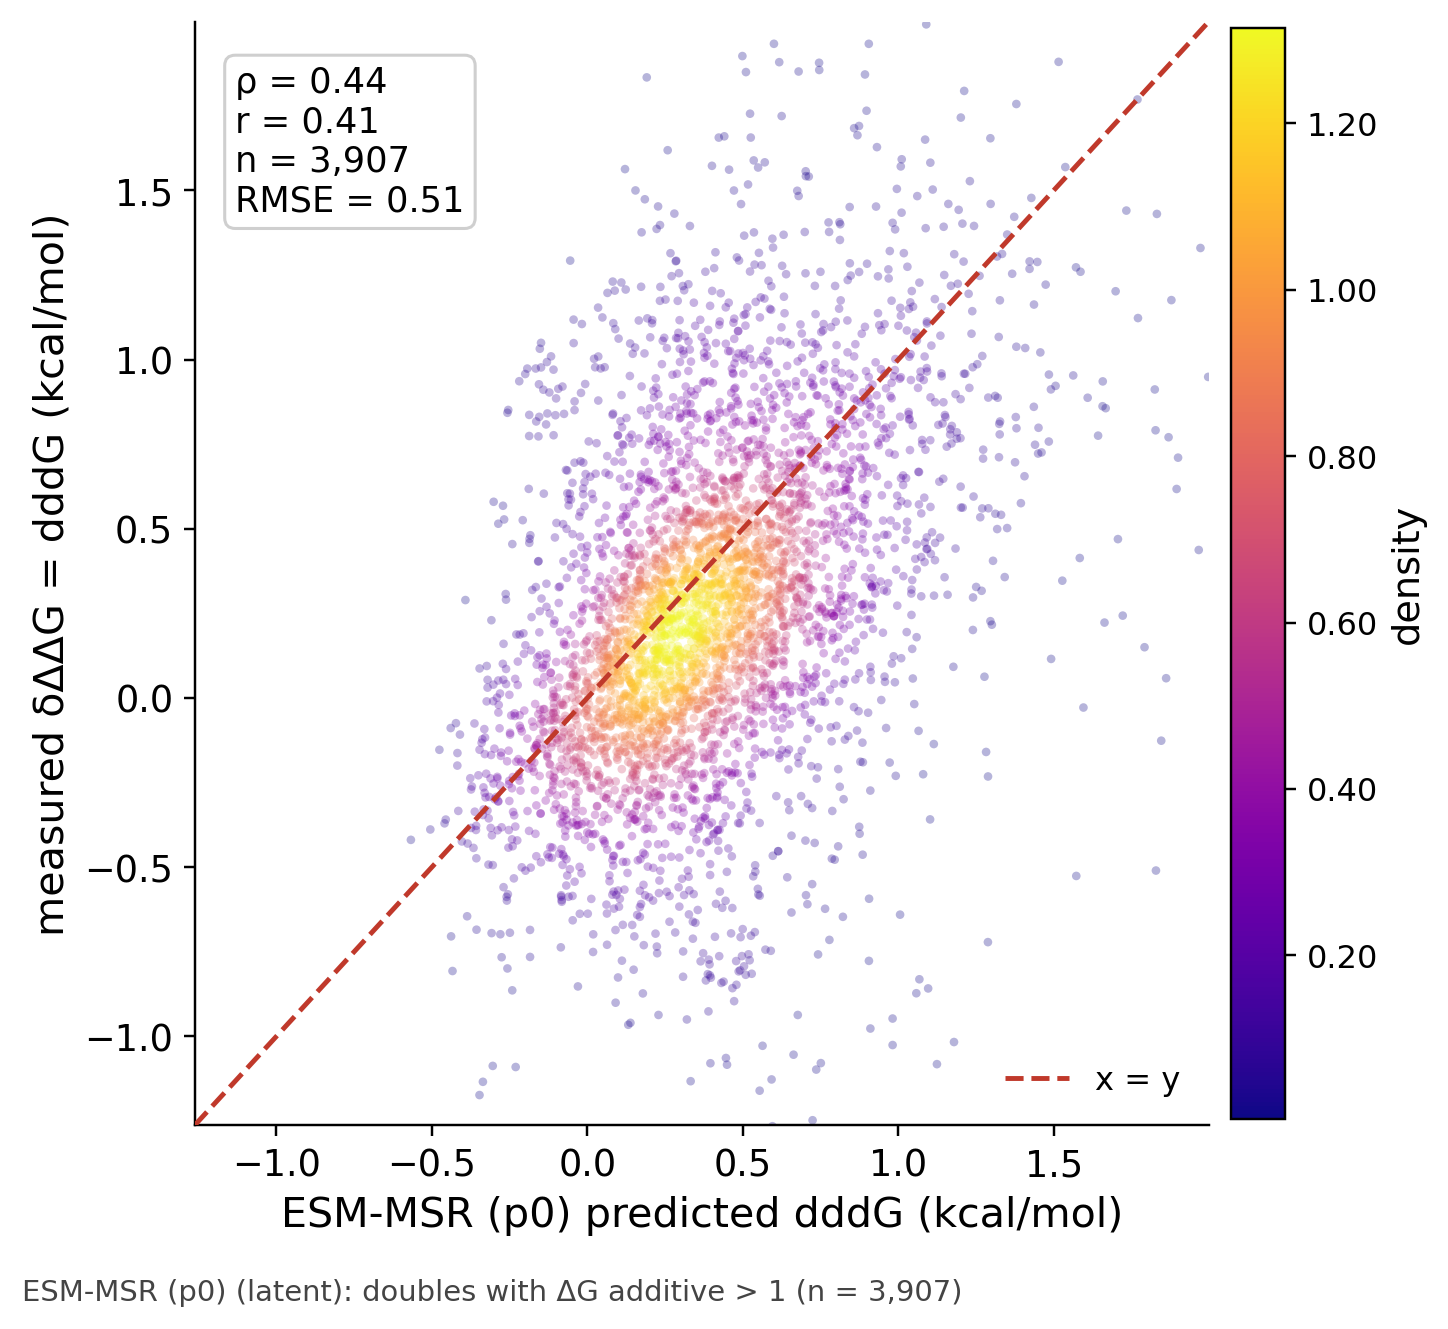 ρ = 0.44
r = 0.41
n = 3,907
RMSE = 0.51
measured δΔΔG = dddG (kcal/mol)
1.5
1.0
0.5
0.0
−0.5
−1.0
−1.0 −0.5 0.0 0.5 1.0 1.5
ESM-MSR (p0) predicted dddG (kcal/mol)
x = y
1.20
1.00
0.80
0.60
0.40
0.20
density
ESM-MSR (p0) (latent): doubles with ΔG additive > 1 (n = 3,907)